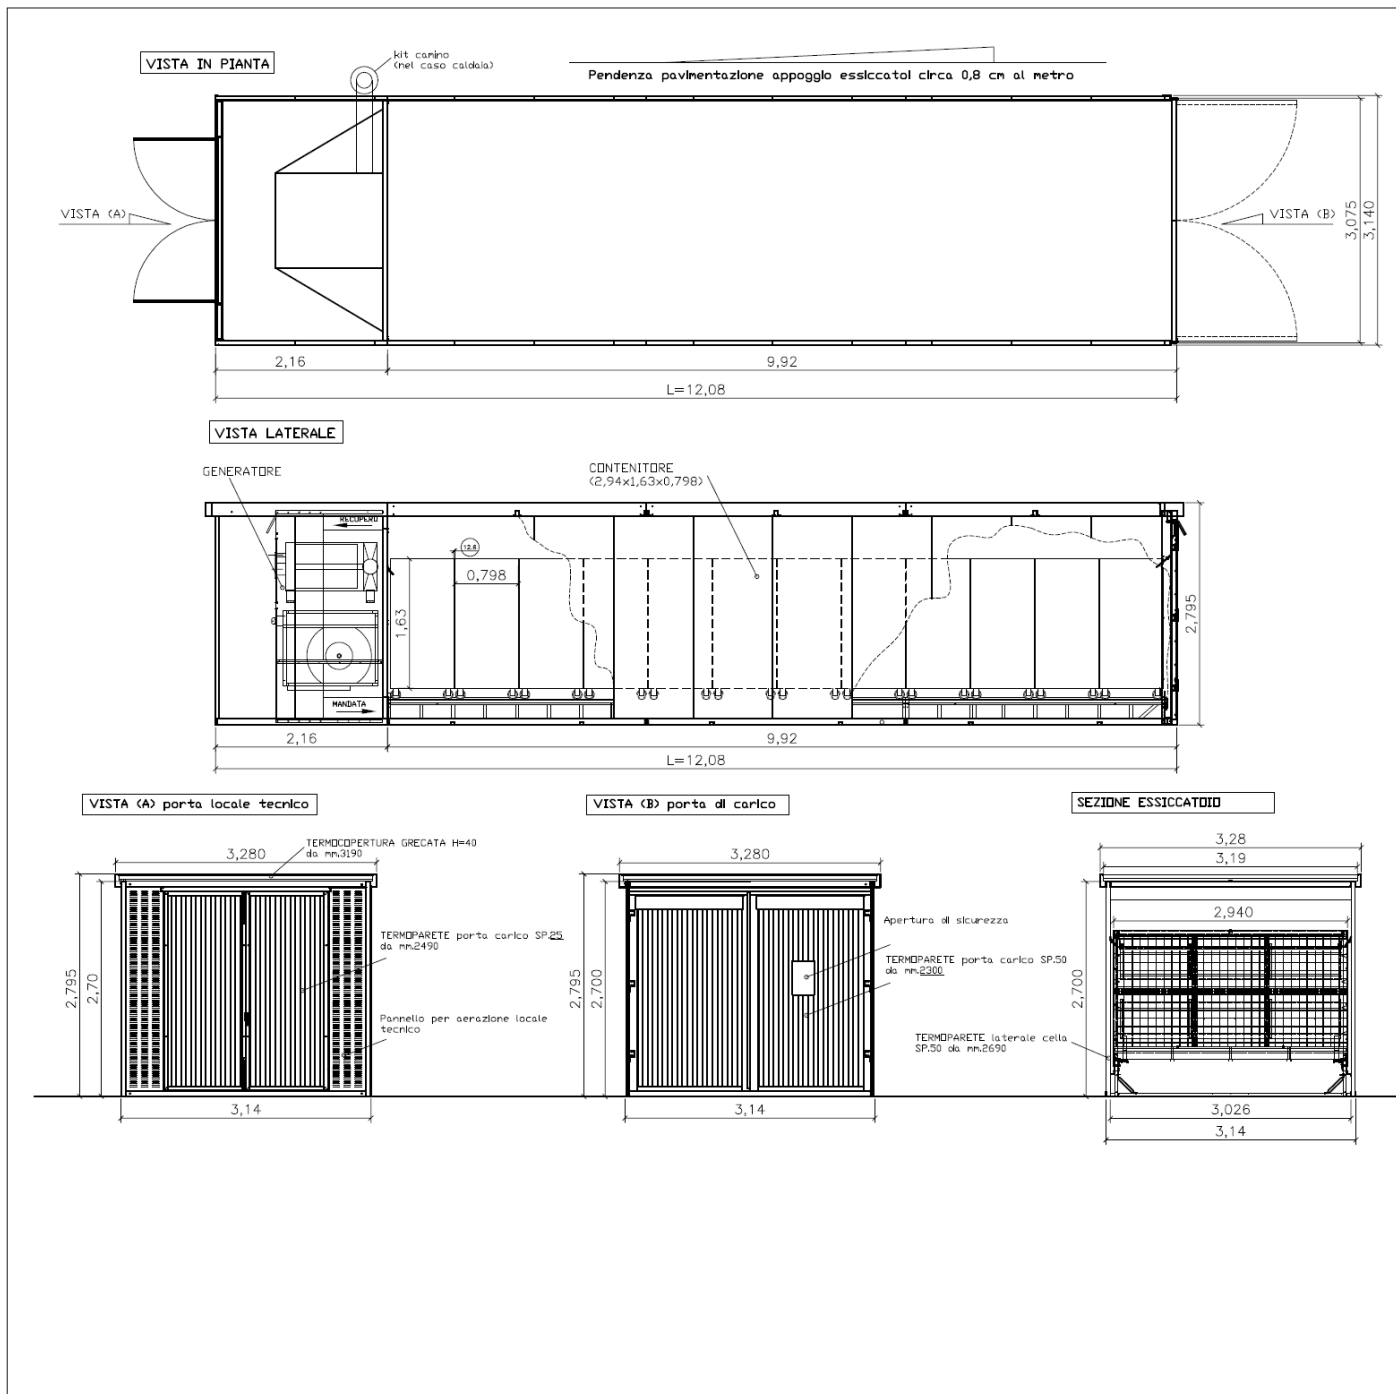 VISTA IN PIANTA
kit camino
(nel caso caldaia)
Pendenza pavimentazione appoggio essiccatoi circa 0,8 cm al metro
VISTA (A)
VISTA (B)
3,075
3,140
2,16
9,92
L=12,08
VISTA LATERALE
GENERATORE
CONTENITORE
(2,94x1,63x0,798)
RECUPERO
12.8
0,798
1,63
2,795
MANDATA
2,16
9,92
L=12,08
VISTA (A) porta locale tecnico
VISTA (B) porta di carico
SEZIONE ESSICCATOIO
TERMOCOPERTURA GRECATA H=40
da mm.3190
3,280
TERMOPARETE porta carico SP.25
da mm.2490
2,795
2,70
Pannello per aerazione locale
tecnico
3,14
3,280
Apertura di sicurezza
TERMOPARETE porta carico SP.50
da mm.2300
2,795
2,700
3,14
3,28
3,19
2,940
2,700
TERMOPARETE laterale cella
SP.50 da mm.2690
3,026
3,14